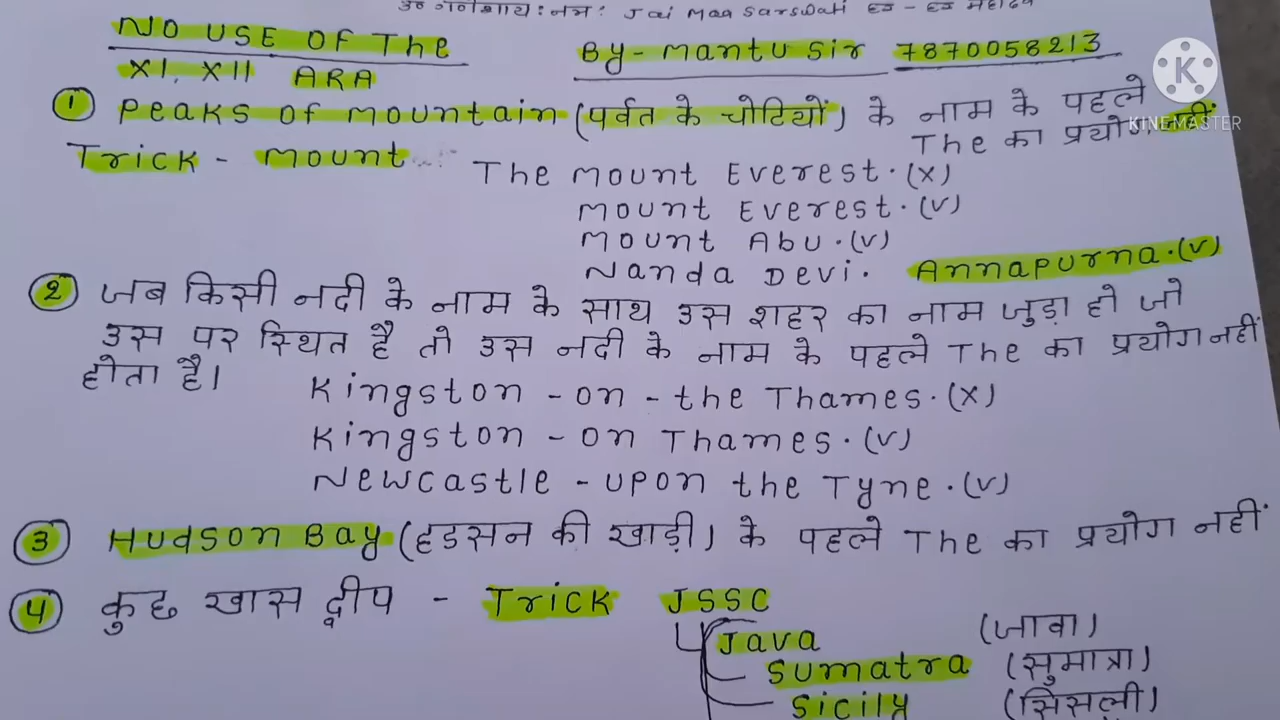 उँ गणेशाय: नम: Jai Maa Sarswati
NO USE OF The By- Mantu Sir 7870058213
XI, XII ARA
① Peaks of Mountain (पर्वत के चोटियों) के नाम के पहले
The का प्रयोग नहीं
KINEMASTER
Trick - Mount
The Mount Everest. (x)
Mount Everest. (v)
Mount Abu. (v)
Nanda Devi. Annapurna. (v)
② जब किसी नदी के नाम के साथ उस शहर का नाम जुड़ा हो जो
उस पर स्थित है तो उस नदी के नाम के पहले The का प्रयोग नहीं
होता है।
Kingston - on - the Thames. (x)
Kingston - on Thames. (v)
Newcastle - upon the Tyne. (v)
③ Hudson Bay (हडसन की खाड़ी) के पहले The का प्रयोग नहीं
④ कुछ खास द्वीप - Trick JSSC
Java (जावा)
Sumatra (सुमात्रा)
Sicily (सिसली)